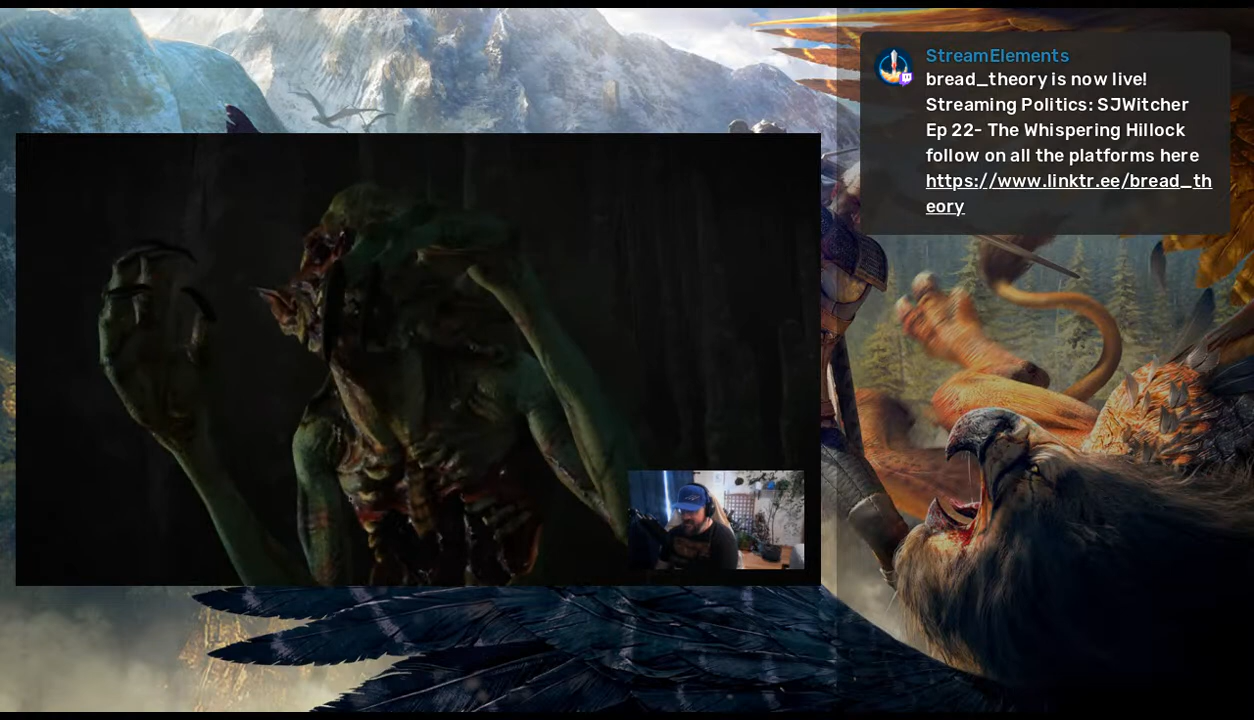 StreamElements
bread_theory is now live!
Streaming Politics: SJWitcher
Ep 22- The Whispering Hillock
follow on all the platforms here
https://www.linktr.ee/bread_th
eory